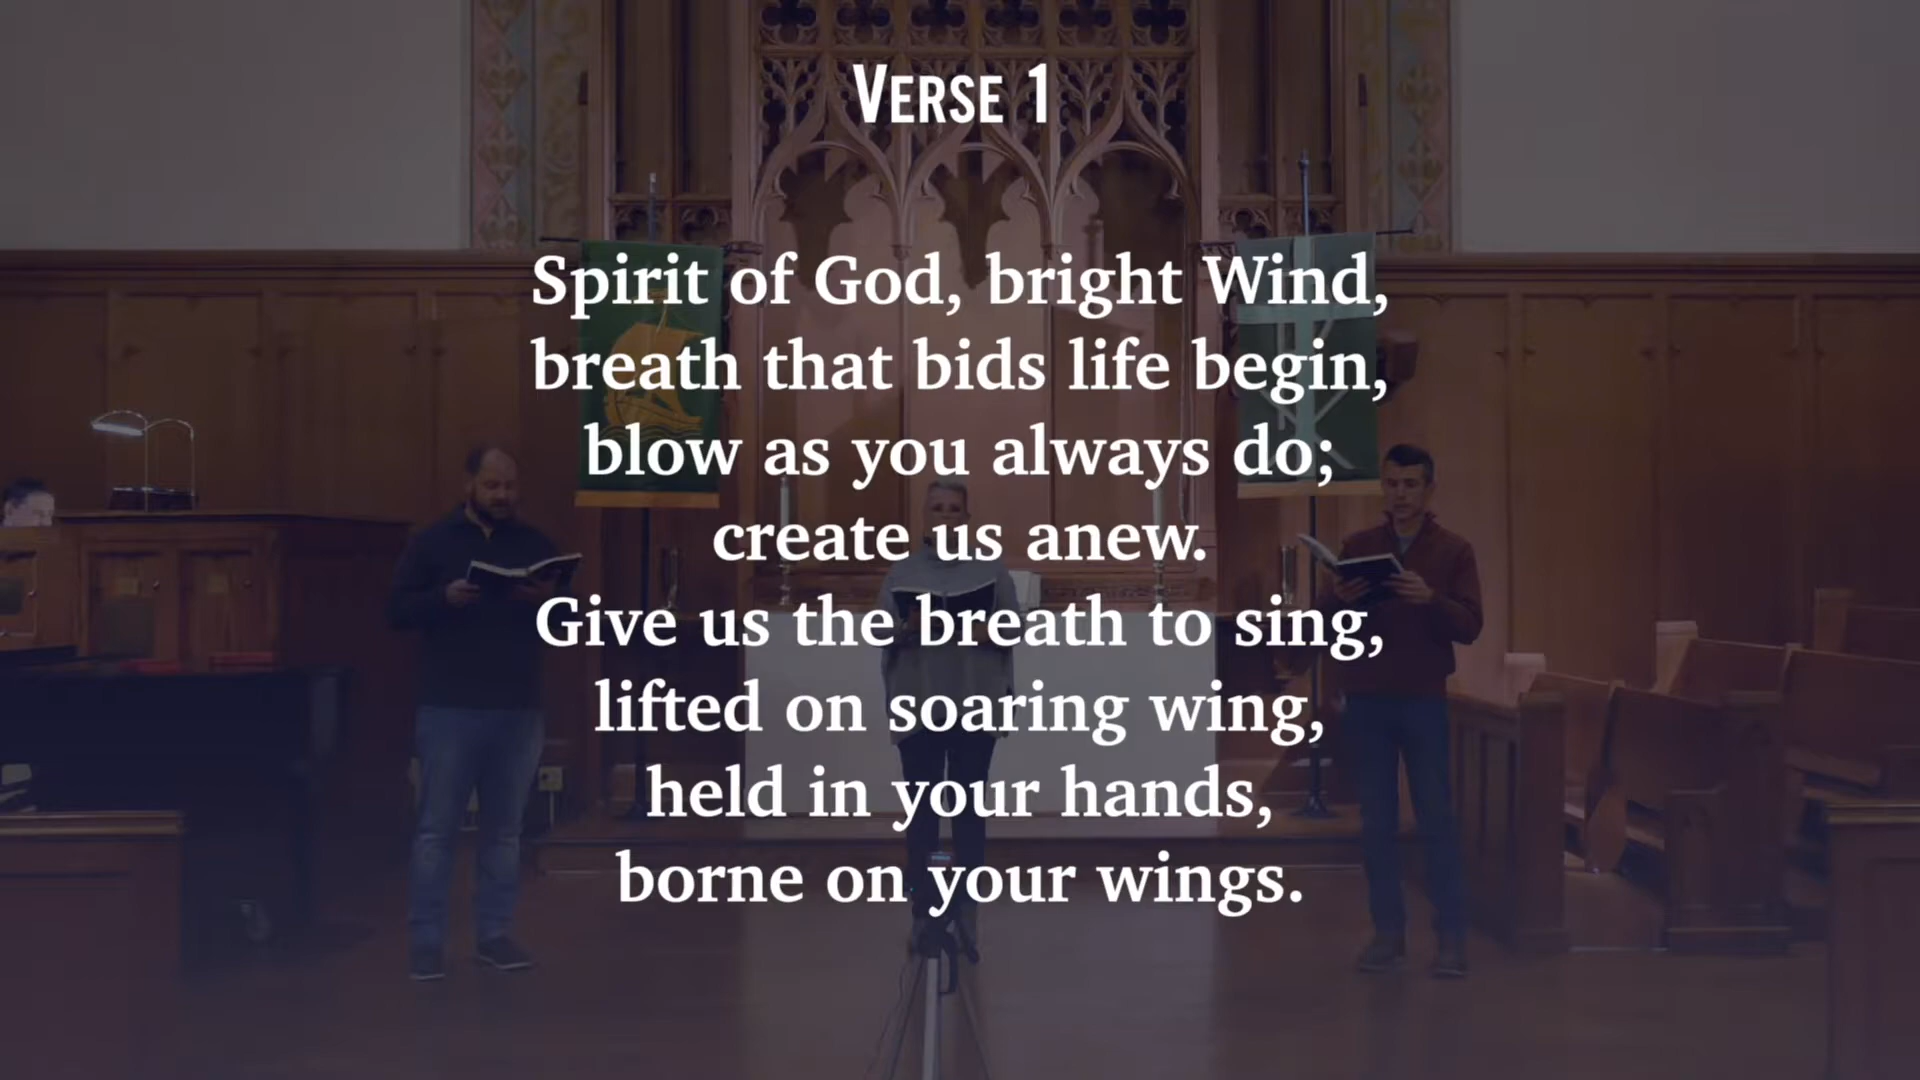 VERSE 1
Spirit of God, bright Wind,
breath that bids life begin,
blow as you always do;
create us anew.
Give us the breath to sing,
lifted on soaring wing,
held in your hands,
borne on your wings.